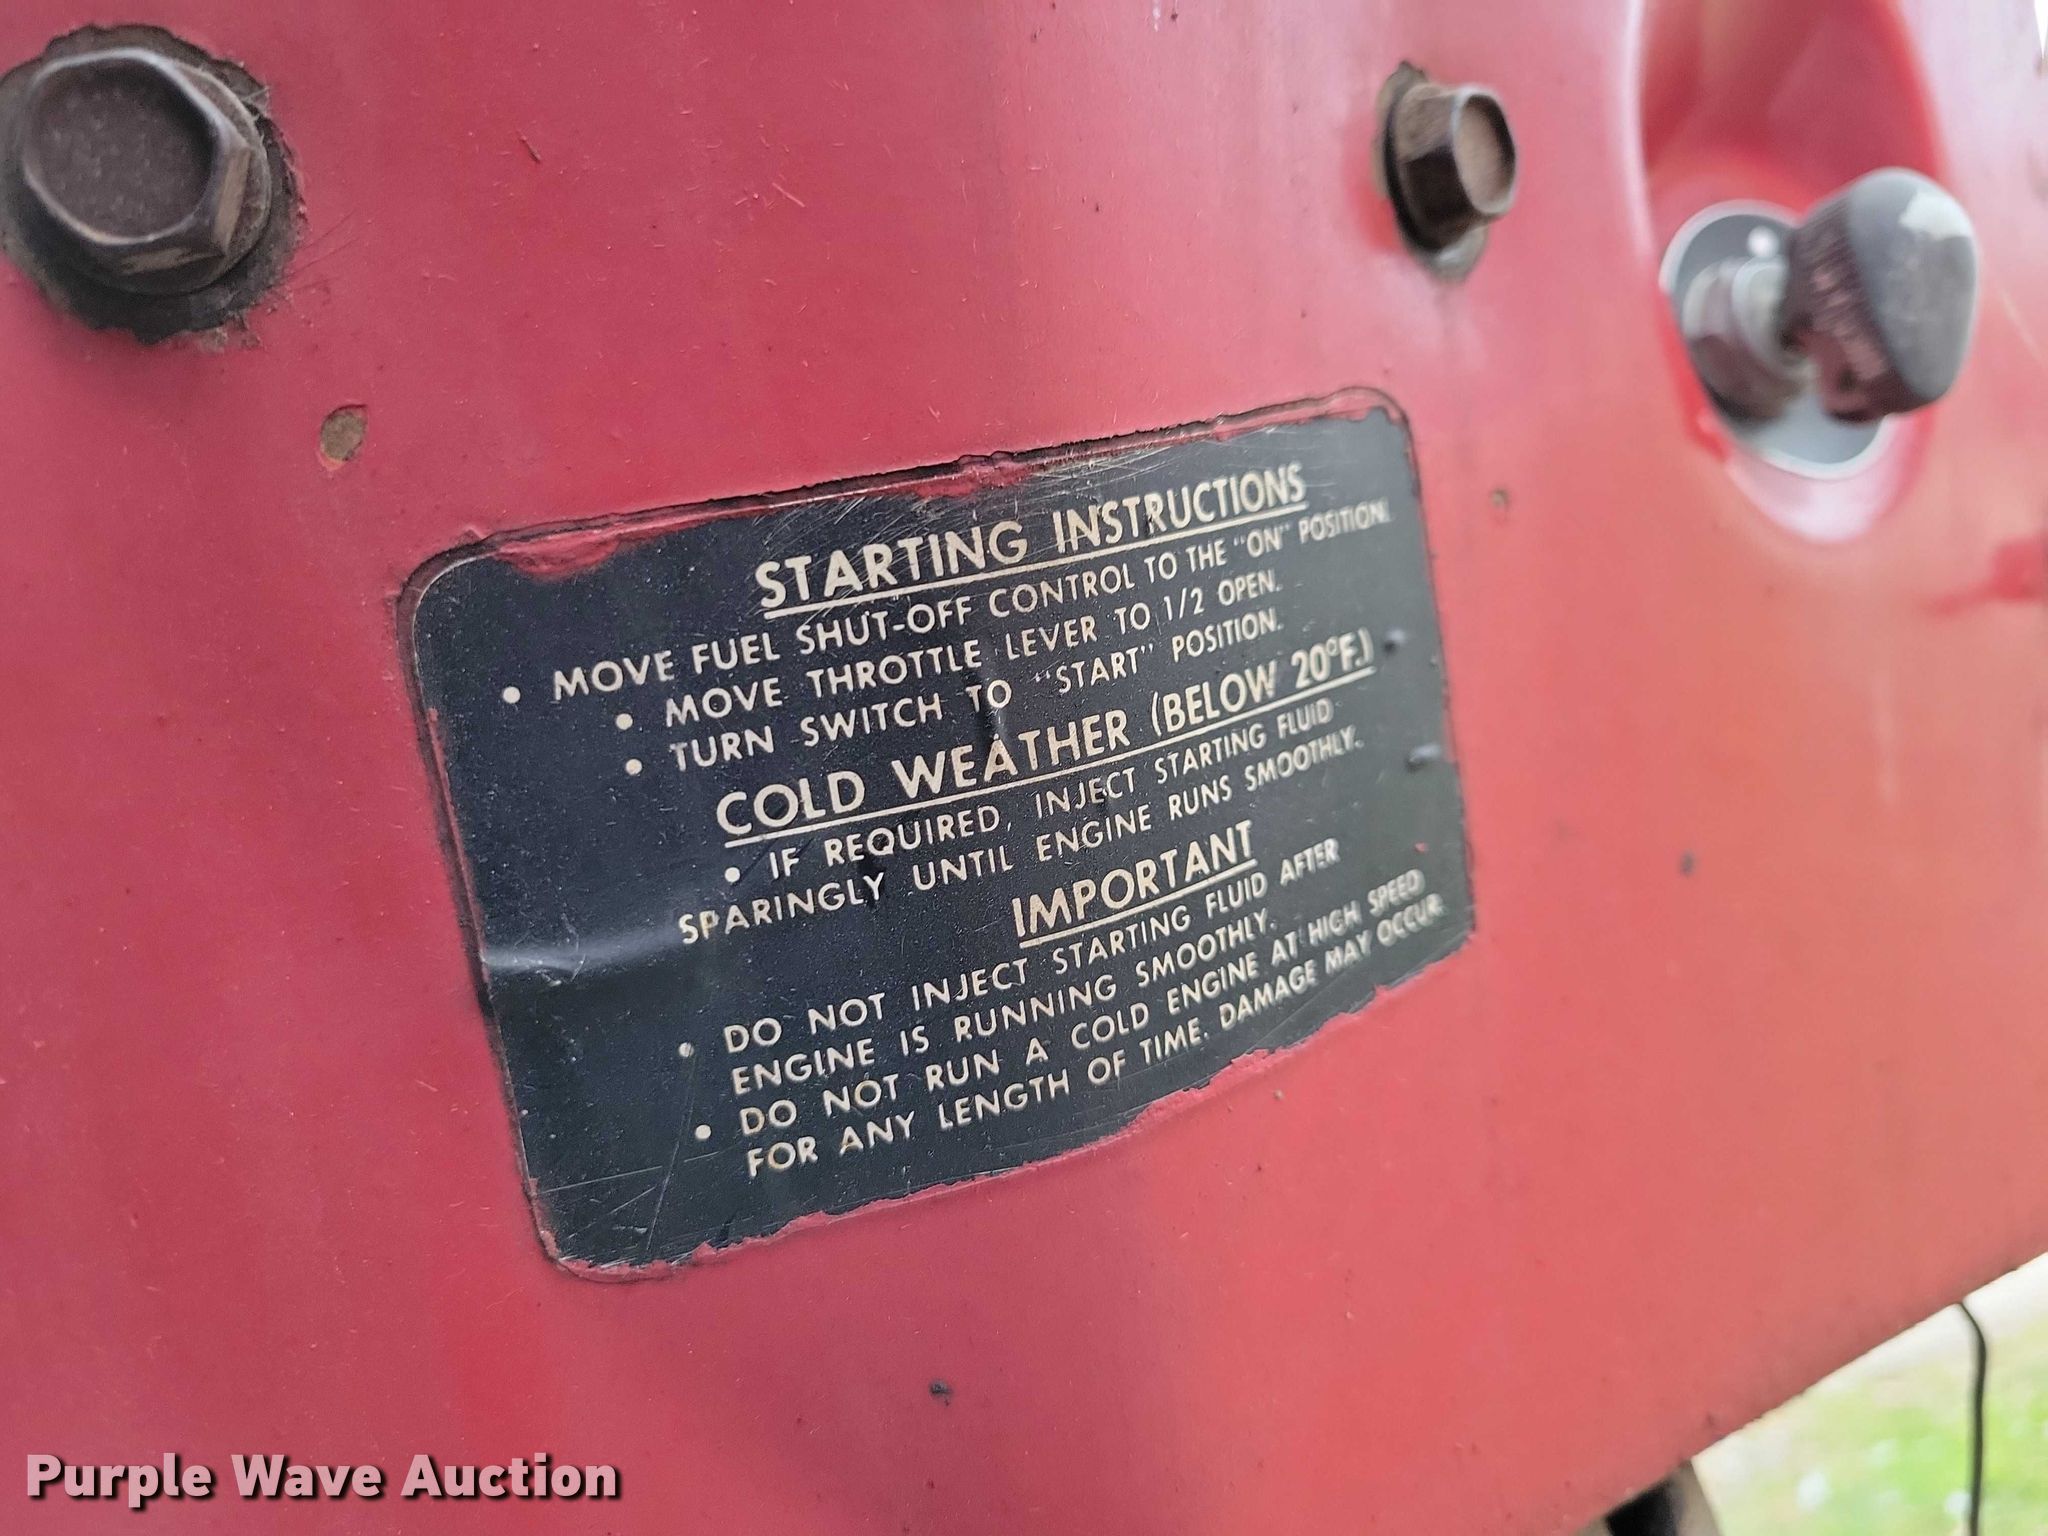 STARTING INSTRUCTIONS
• MOVE FUEL SHUT-OFF CONTROL TO THE "ON" POSITION.
• MOVE THROTTLE LEVER TO 1/2 OPEN.
• TURN SWITCH TO "START" POSITION.
COLD WEATHER (BELOW 20°F.)
• IF REQUIRED, INJECT STARTING FLUID
SPARINGLY UNTIL ENGINE RUNS SMOOTHLY.
IMPORTANT
• DO NOT INJECT STARTING FLUID AFTER
ENGINE IS RUNNING SMOOTHLY.
• DO NOT RUN A COLD ENGINE AT HIGH SPEED
FOR ANY LENGTH OF TIME. DAMAGE MAY OCCUR.
Purple Wave Auction